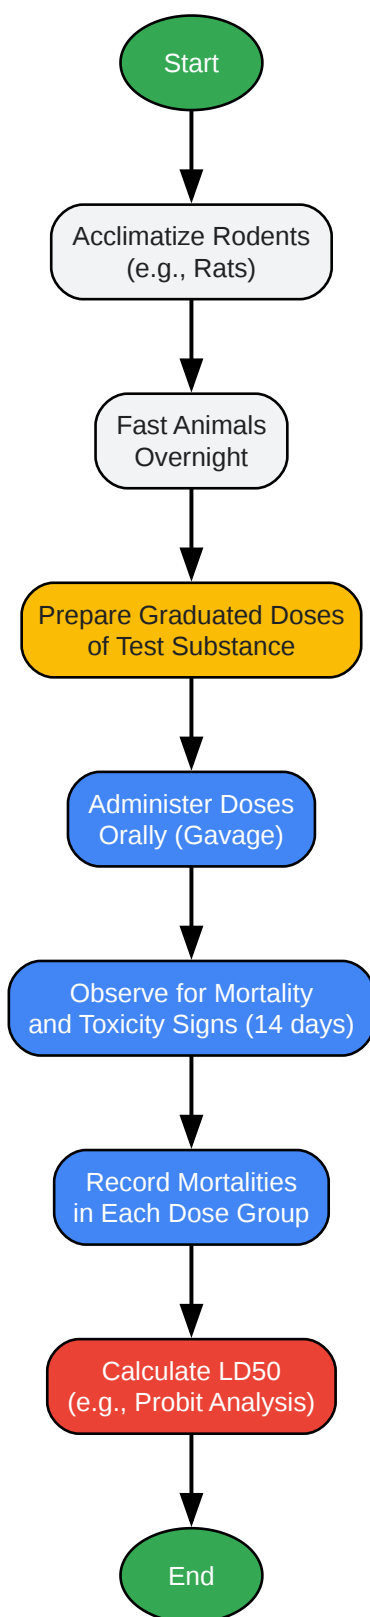 Start
Acclimatize Rodents
(e.g., Rats)
Fast Animals
Overnight
Prepare Graduated Doses
of Test Substance
Administer Doses
Orally (Gavage)
Observe for Mortality
and Toxicity Signs (14 days)
Record Mortalities
in Each Dose Group
Calculate LD50
(e.g., Probit Analysis)
End